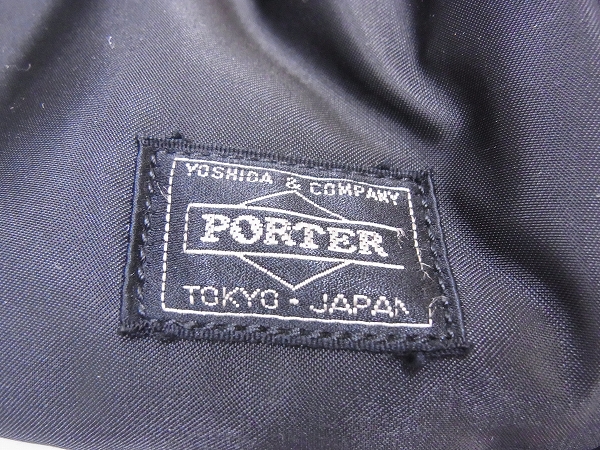 YOSHIDA & COMPANY
PORTER
TOKYO - JAPAN